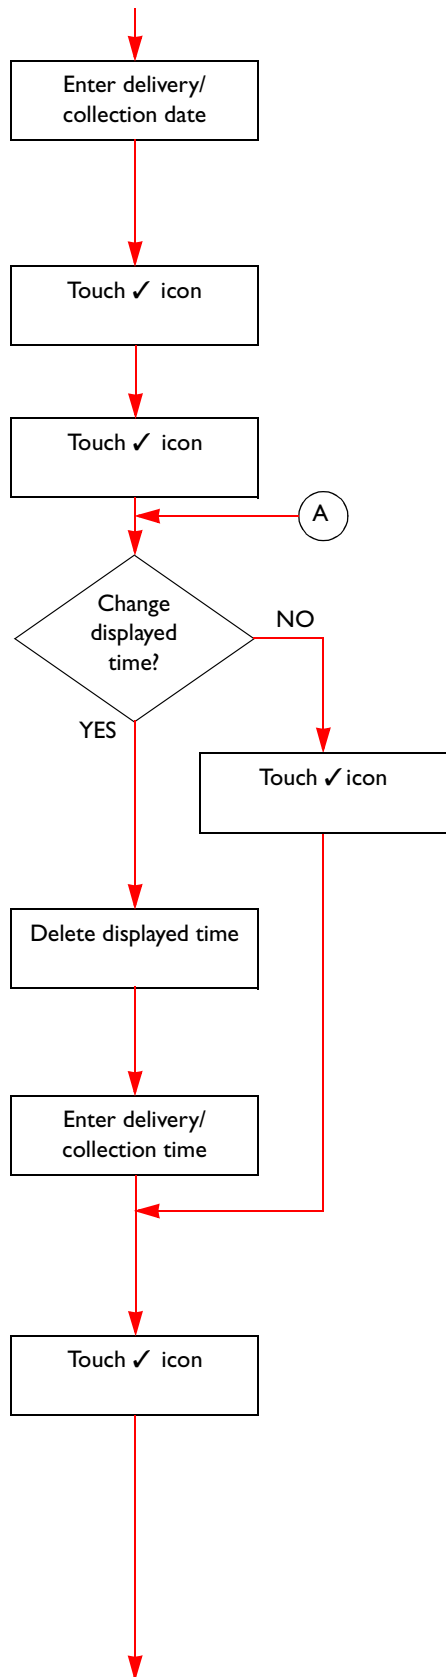 Enter delivery/
collection date
Touch ✓ icon
Touch ✓ icon
A
Change
displayed
time?
NO
YES
Touch ✓ icon
Delete displayed time
Enter delivery/
collection time
Touch ✓ icon